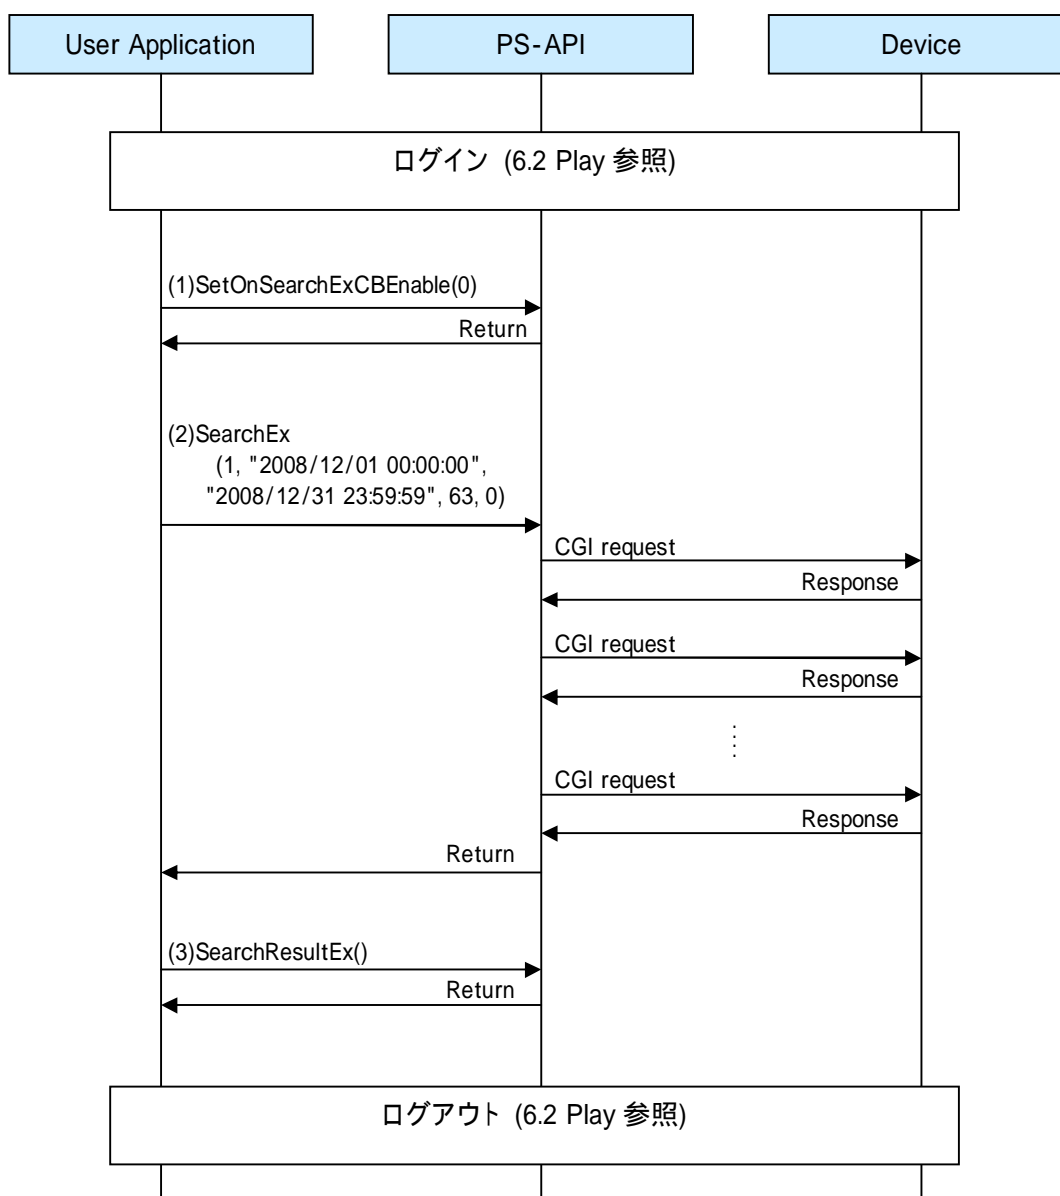 User Application
PS-API
Device
ログイン (6.2 Play 参照)
(1)SetOnSearchExCBEnable(0)
Return
(2)SearchEx
(1, "2008/12/01 00:00:00",
"2008/12/31 23:59:59", 63, 0)
CGI request
Response
CGI request
Response
CGI request
Response
Return
(3)SearchResultEx()
Return
ログアウト (6.2 Play 参照)